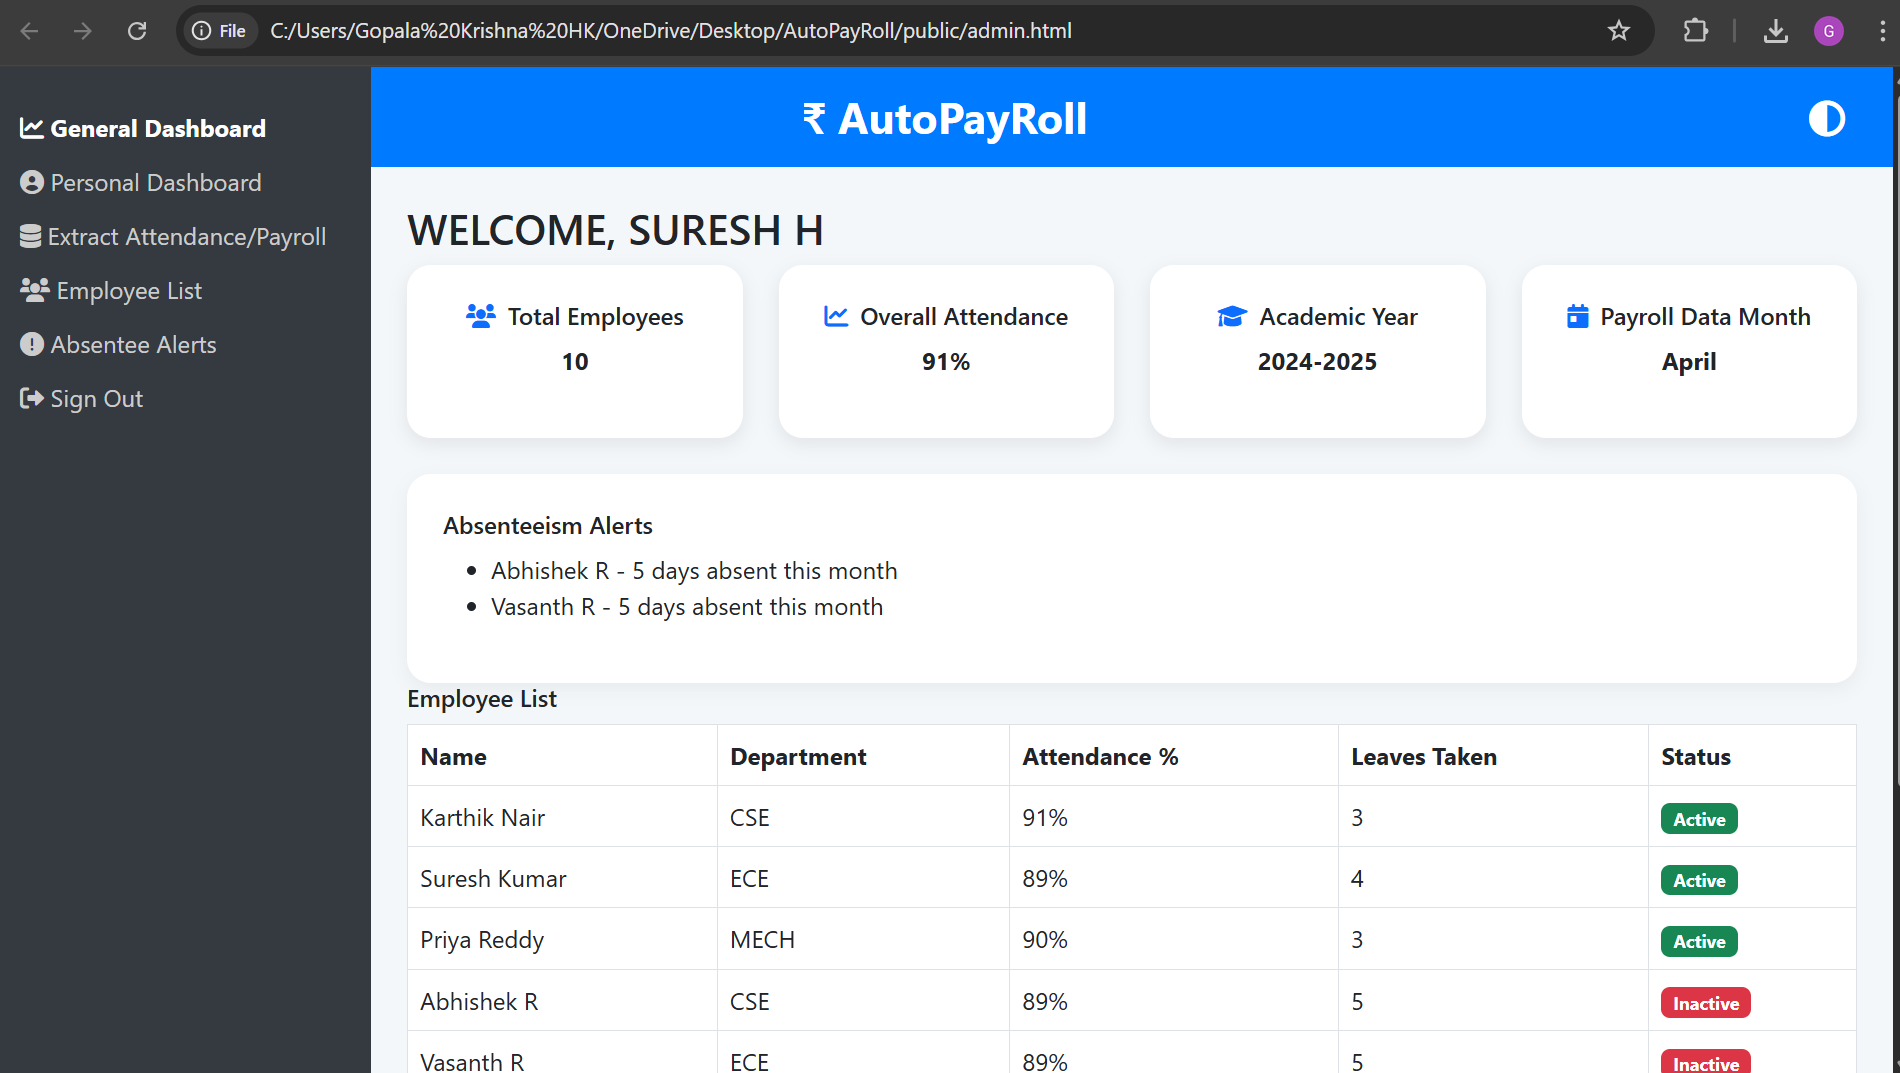 File C:/Users/Gopala%20Krishna%20HK/OneDrive/Desktop/AutoPayRoll/public/admin.html
G
General Dashboard
Personal Dashboard
Extract Attendance/Payroll
Employee List
Absentee Alerts
Sign Out
₹ AutoPayRoll
WELCOME, SURESH H
Total Employees
10
Overall Attendance
91%
Academic Year
2024-2025
Payroll Data Month
April
Absenteeism Alerts
• Abhishek R - 5 days absent this month
• Vasanth R - 5 days absent this month
Employee List
Name Department Attendance % Leaves Taken Status
Karthik Nair CSE 91% 3 Active
Suresh Kumar ECE 89% 4 Active
Priya Reddy MECH 90% 3 Active
Abhishek R CSE 89% 5 Inactive
Vasanth R ECE 89% 5 Inactive